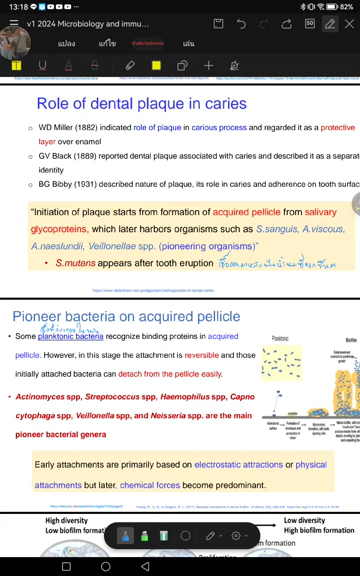 13:18
82%
v1 2024 Microbiology and immu
แปลง
แก้ไข
เล่น
Role of dental plaque in caries
WD Miller (1882) indicated role of plaque in carious process and regarded it as a protective
layer over enamel
GV Black (1889) reported dental plaque associated with caries and described it as a separat
identity
BG Bibby (1931) described nature of plaque, its role in caries and adherence on tooth surfac
"Initiation of plaque starts from formation of acquired pellicle from salivary
glycoproteins, which later harbors organisms such as S.sanguis, A.viscous,
A.naeslundii, Veillonellae spp. (pioneering organisms)"
S.mutans appears after tooth eruption
Pioneer bacteria on acquired pellicle
Some planktonic bacteria recognize binding proteins in acquired
pellicle. However, in this stage the attachment is reversible and those
initially attached bacteria can detach from the pellicle easily.
Planktonic
Biofilm
Actinomyces spp, Streptococcus spp, Haemophilus spp, Capno
cytophaga spp, Veillonella spp, and Neisseria spp. are the main
pioneer bacterial genera
Early attachments are primarily based on electrostatic attractions or physical
attachments but later, chemical forces become predominant.
High diversity
Low biofilm formation
Low diversity
High biofilm formation